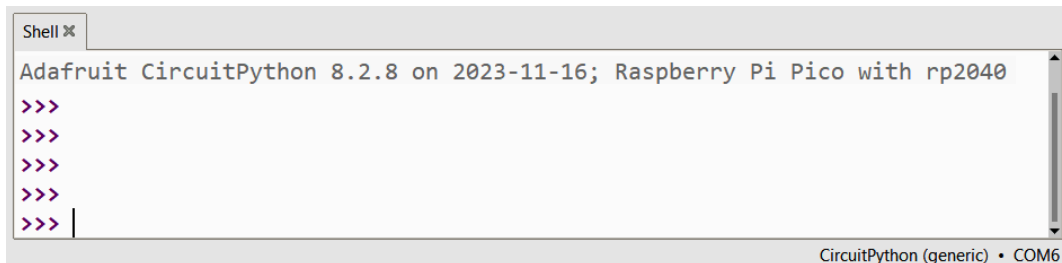 Shell ✖
Adafruit CircuitPython 8.2.8 on 2023-11-16; Raspberry Pi Pico with rp2040
>>>
>>>
>>>
>>>
>>>
CircuitPython (generic) • COM6